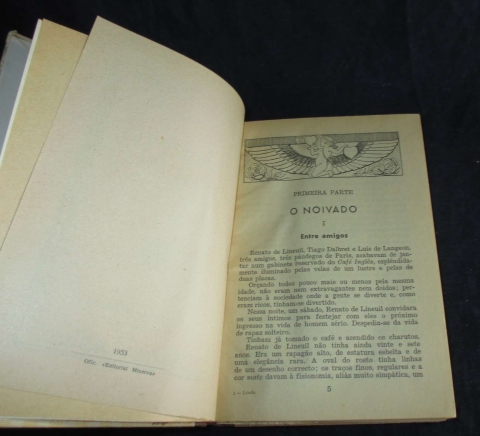 1953
Ofic. «Editorial Minerva»
PRIMEIRA PARTE
O NOIVADO
I
Entre amigos
Renato de Lineuil, Tiago Dalbret e Luís de Langeon,
três amigos, três pândegos de Paris, acabavam de jan-
tar num gabinete reservado do Café Inglês, esplêndida-
mente iluminado pelas velas de um lustre e pelas de
duas placas.
Orçando todos pouco mais ou menos pela mesma
idade, não eram nem extravagantes nem doidos; per-
tenciam à sociedade onde a gente se diverte e, como
eram ricos, tinham-se divertido.
Nessa noite, um sábado, Renato de Lineuil convidara
os seus íntimos para festejar com eles o próximo
ingresso na vida de homem sério. Despedia-se da vida
de rapaz solteiro.
Tinham já tomado o café e acendido os charutos.
Renato de Lineuil não tinha ainda vinte e sete
anos. Era um rapagão alto, de estatura esbelta e de
uma elegância rara. A oval do rosto tinha linhas
de um desenho correcto; os traços finos, regulares e a
cor suave davam à fisionomia, aliás muito simpática, um
5